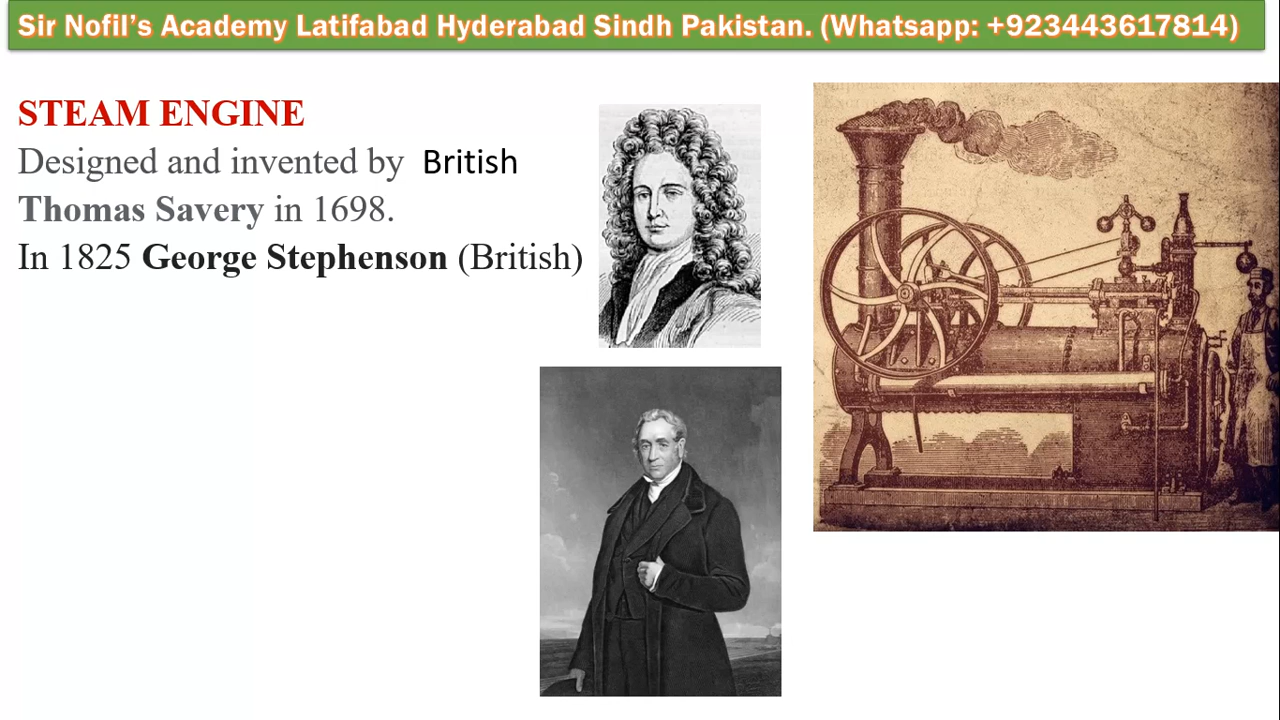 Sir Nofil’s Academy Latifabad Hyderabad Sindh Pakistan. (Whatsapp: +923443617814)
STEAM ENGINE
Designed and invented by British
Thomas Savery in 1698.
In 1825 George Stephenson (British)